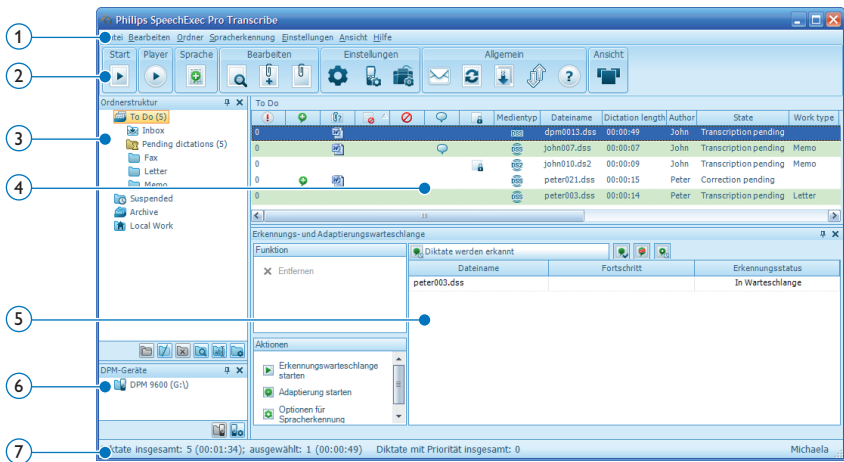 Philips SpeechExec Pro Transcribe
1
tei Bearbeiten Ordner Spracherkennung Einstellungen Ansicht Hilfe
2
Start Player Sprache Bearbeiten Einstellungen Allgemein Ansicht
Ordnerstruktur
3
To Do (5)
Inbox
Pending dictations (5)
Fax
Letter
Memo
Suspended
Archive
Local Work
To Do
Medientyp Dateiname Dictation length Author State Work type
0 DSS dpm0013.dss 00:00:49 John Transcription pending
0 DSS john007.dss 00:00:07 John Transcription pending Memo
0 DS2 john010.ds2 00:00:09 John Transcription pending Memo
4
0 DSS peter021.dss 00:00:15 Peter Correction pending
0 DSS peter003.dss 00:00:14 Peter Transcription pending Letter
Erkennungs- und Adaptierungswarteschlange
Funktion
Entfernen
Diktate werden erkannt
Dateiname Fortschritt Erkennungsstatus
peter003.dss In Warteschlange
5
Aktionen
Erkennungswarteschlange
starten
Adaptierung starten
Optionen für
Spracherkennung
DPM-Geräte
6
DPM 9600 (G:\)
7
ktate insgesamt: 5 (00:01:34); ausgewählt: 1 (00:00:49) Diktate mit Priorität insgesamt: 0 Michaela